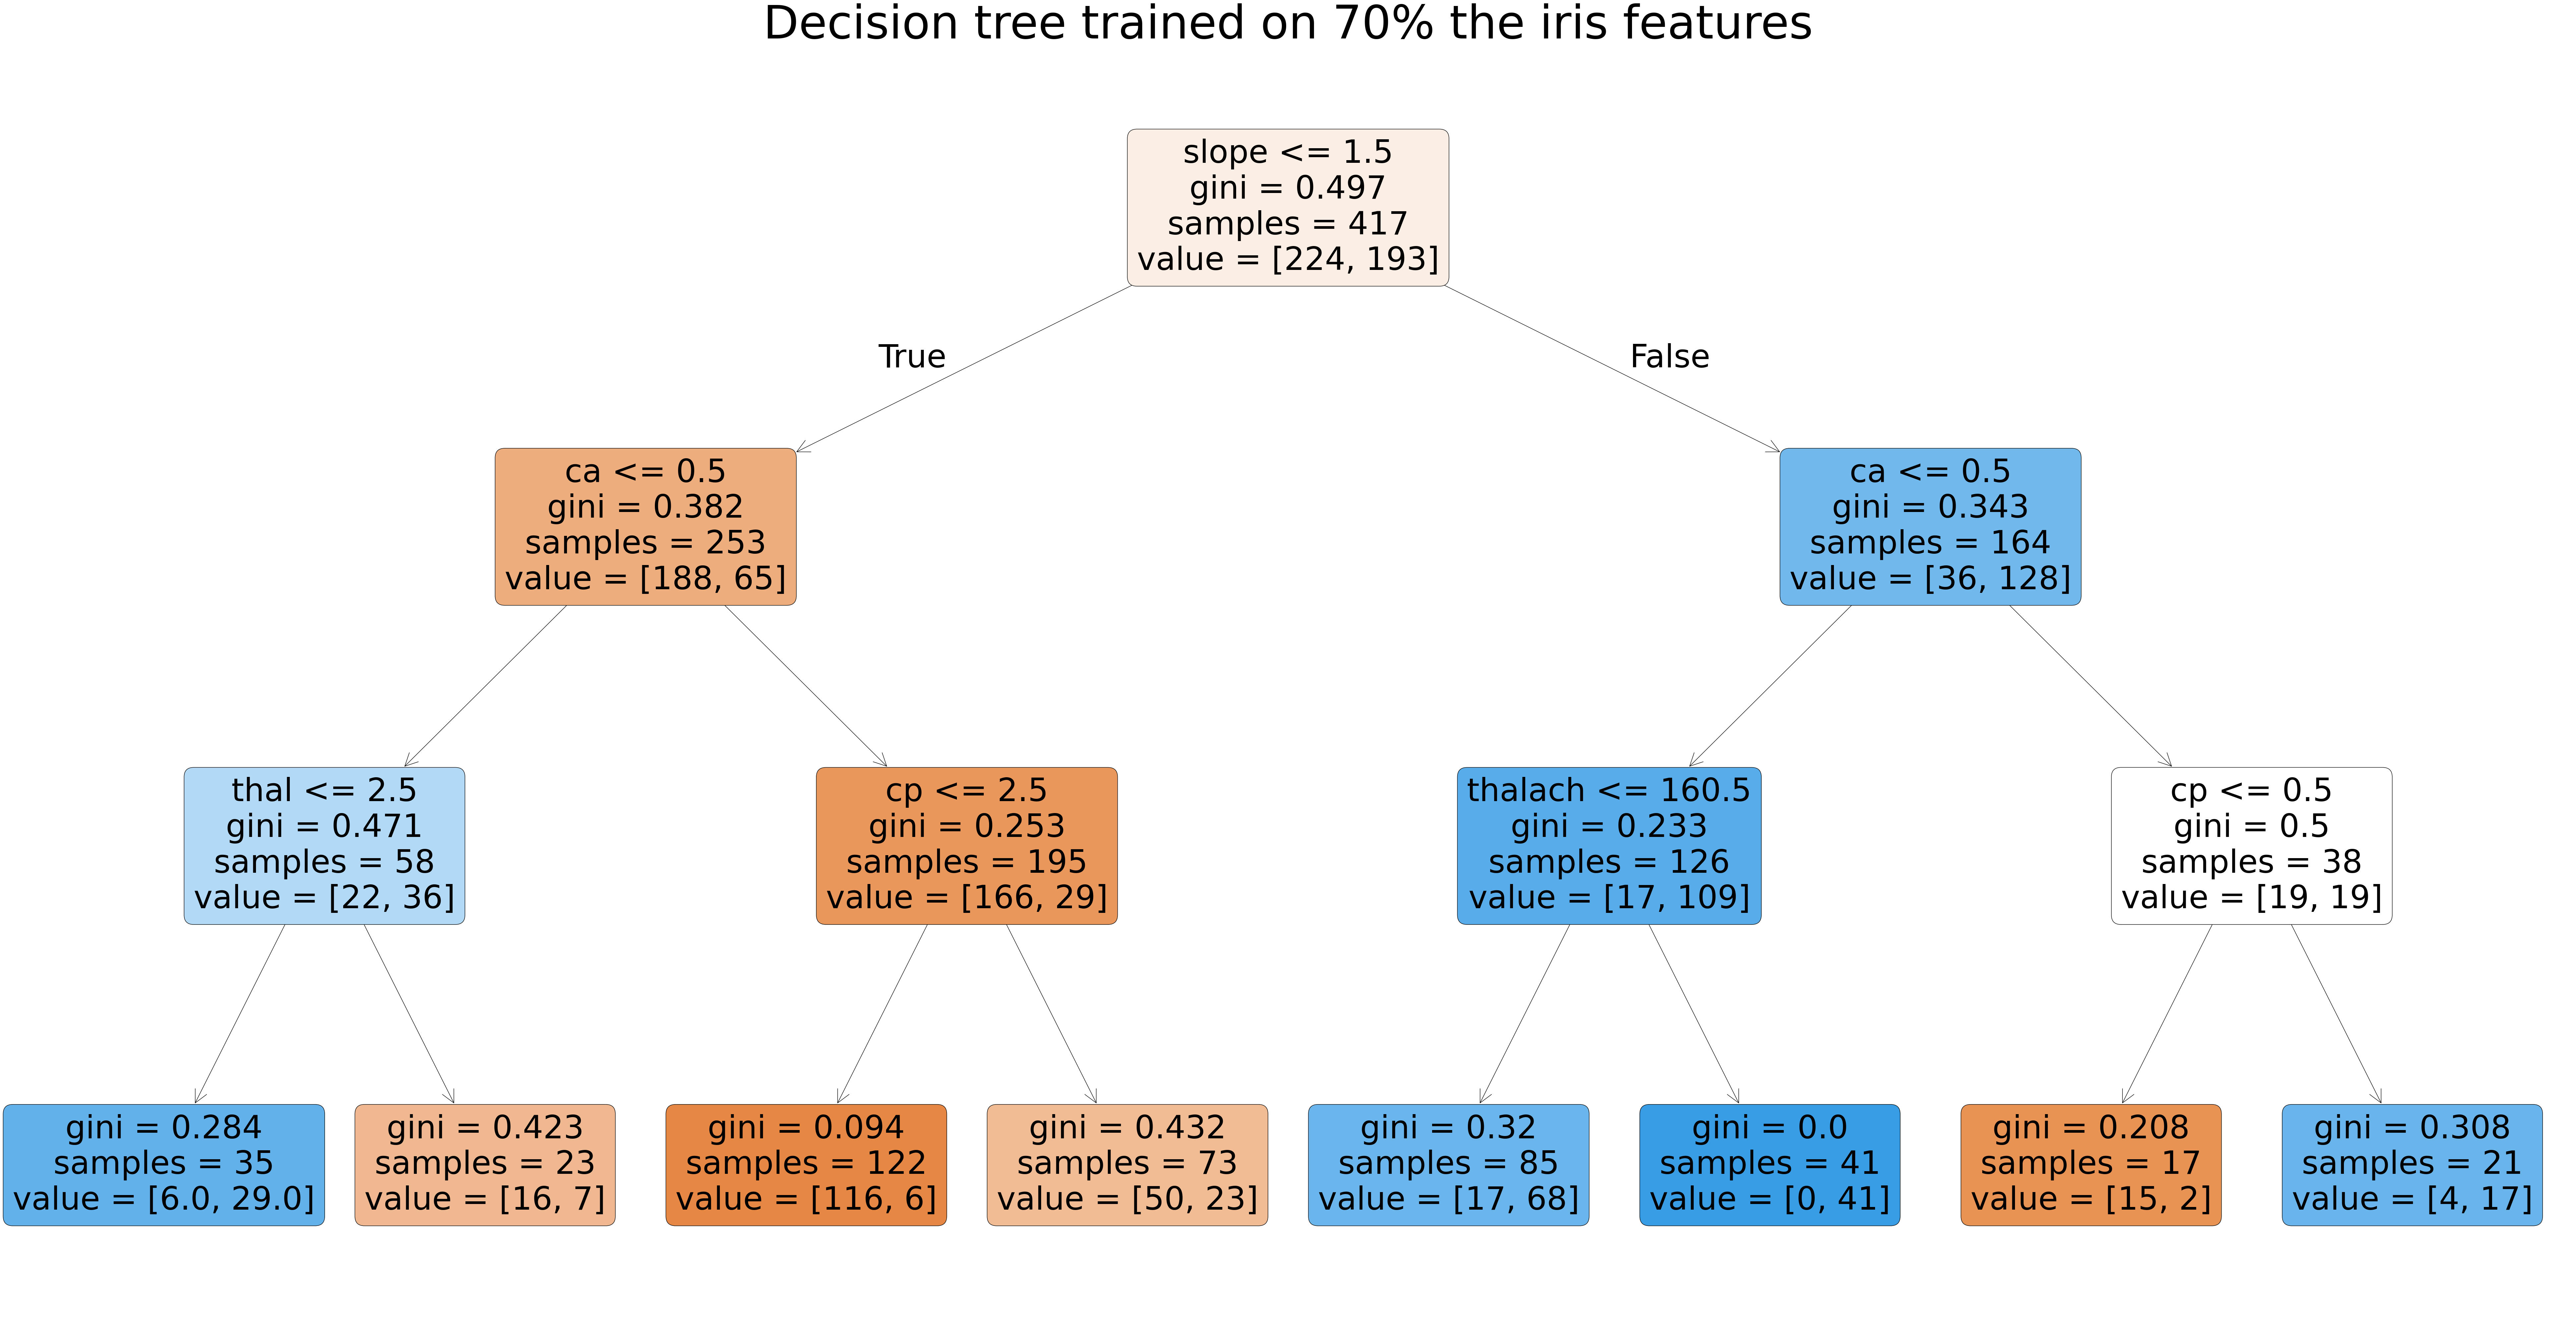 Decision tree trained on 70% the iris features
slope <= 1.5
gini = 0.497
samples = 417
value = [224, 193]
True
False
ca <= 0.5
gini = 0.382
samples = 253
value = [188, 65]
ca <= 0.5
gini = 0.343
samples = 164
value = [36, 128]
thal <= 2.5
gini = 0.471
samples = 58
value = [22, 36]
cp <= 2.5
gini = 0.253
samples = 195
value = [166, 29]
thalach <= 160.5
gini = 0.233
samples = 126
value = [17, 109]
cp <= 0.5
gini = 0.5
samples = 38
value = [19, 19]
gini = 0.284
samples = 35
value = [6.0, 29.0]
gini = 0.423
samples = 23
value = [16, 7]
gini = 0.094
samples = 122
value = [116, 6]
gini = 0.432
samples = 73
value = [50, 23]
gini = 0.32
samples = 85
value = [17, 68]
gini = 0.0
samples = 41
value = [0, 41]
gini = 0.208
samples = 17
value = [15, 2]
gini = 0.308
samples = 21
value = [4, 17]